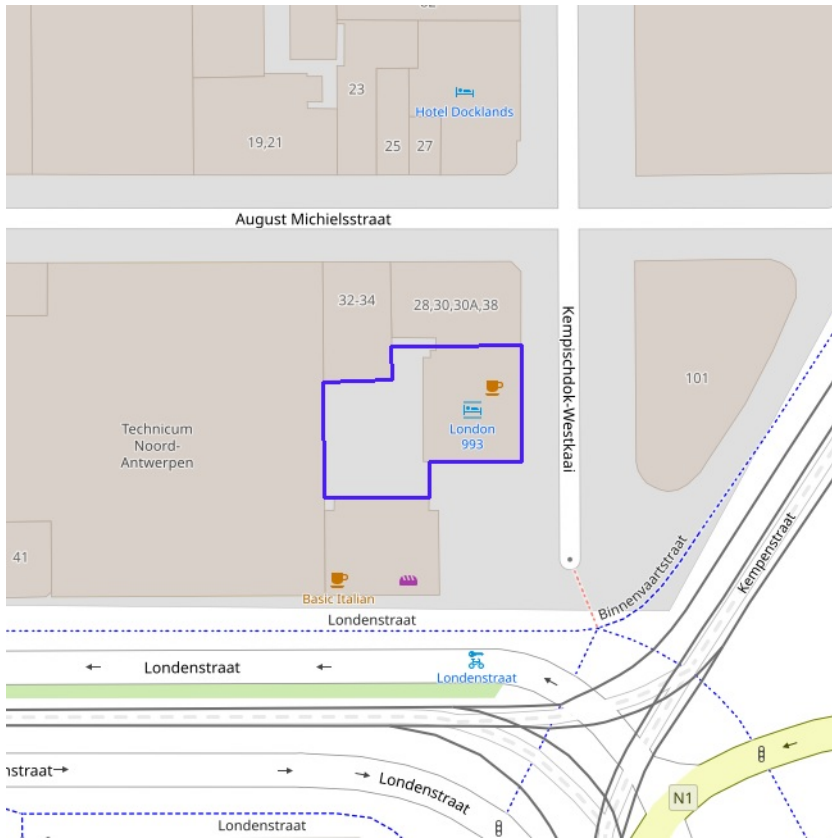 23
Hotel Docklands
19,21
25
27
August Michielsstraat
32-34
28,30,30A,38
Kempischdok-Westkaai
101
London
993
Technicum
Noord-
Antwerpen
41
Basic Italian
Binnenvaartstraat
Kempenstraat
Londenstraat
Londenstraat
Londenstraat
nstraat
Londenstraat
N1
Londenstraat